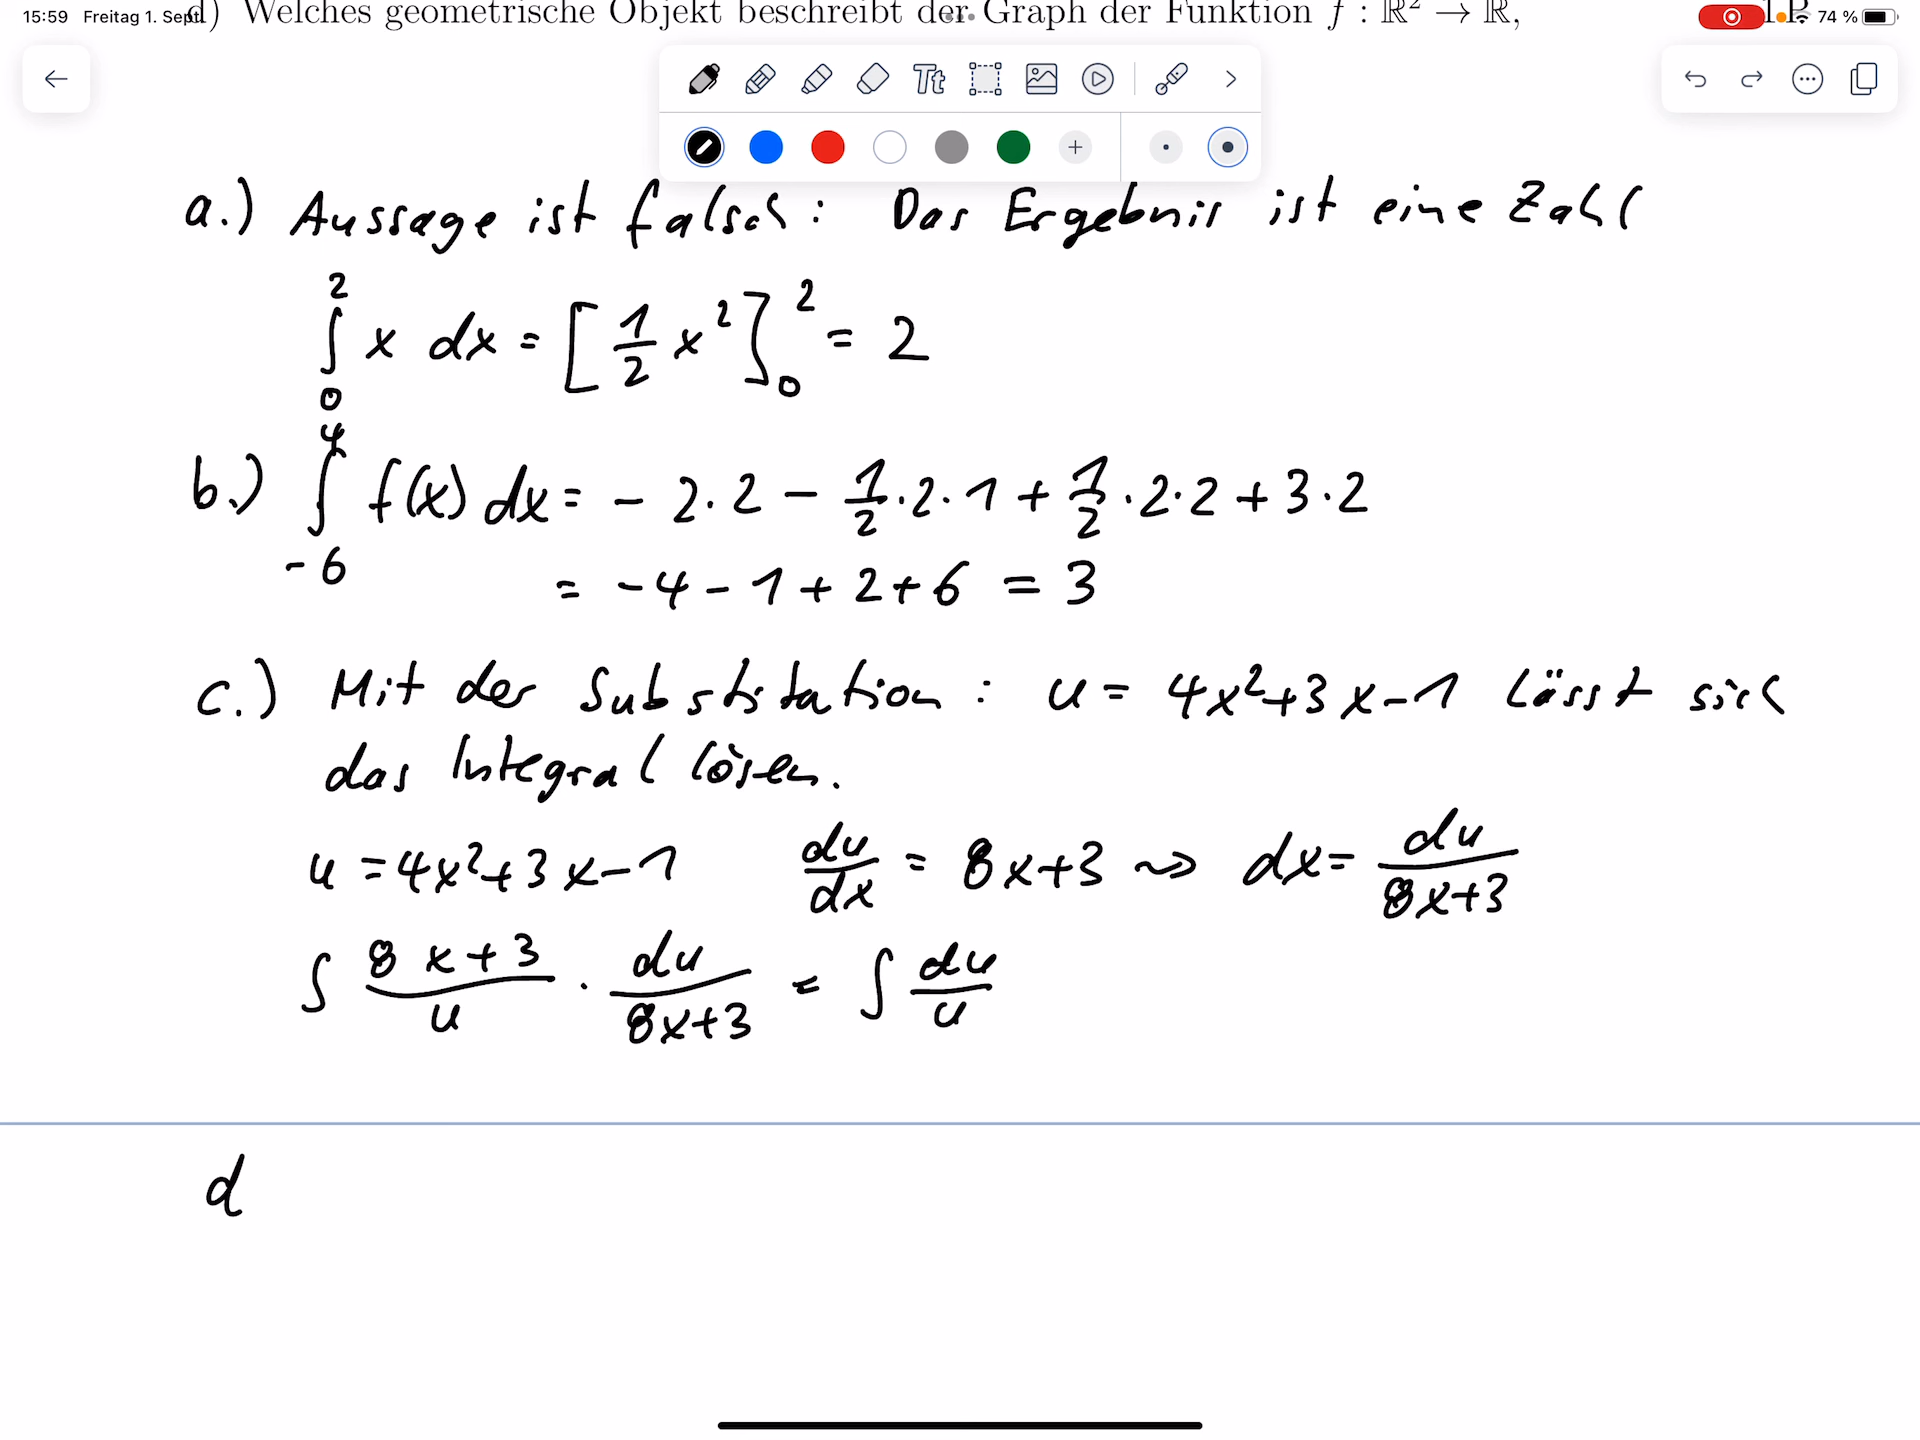 15:59 Freitag 1. Sept.
74 %
d) Welches geometrische Objekt beschreibt der Graph der Funktion f : ℝ² → ℝ,
Tt
a.) Aussage ist falsch: Das Ergebnis ist eine Zahl
∫₀² x dx = [1/2 x²]₀² = 2
b.) ∫₋₆⁴ f(x) dx = - 2·2 - 1/2·2·1 + 1/2·2·2 + 3·2
= -4 - 1 + 2 + 6 = 3
c.) Mit der Substitution: u = 4x²+3x-1 lässt sich
das Integral lösen.
u = 4x²+3x-1 du/dx = 8x+3 ⇝ dx = du/(8x+3)
∫ (8x+3)/u · du/(8x+3) = ∫ du/u
d